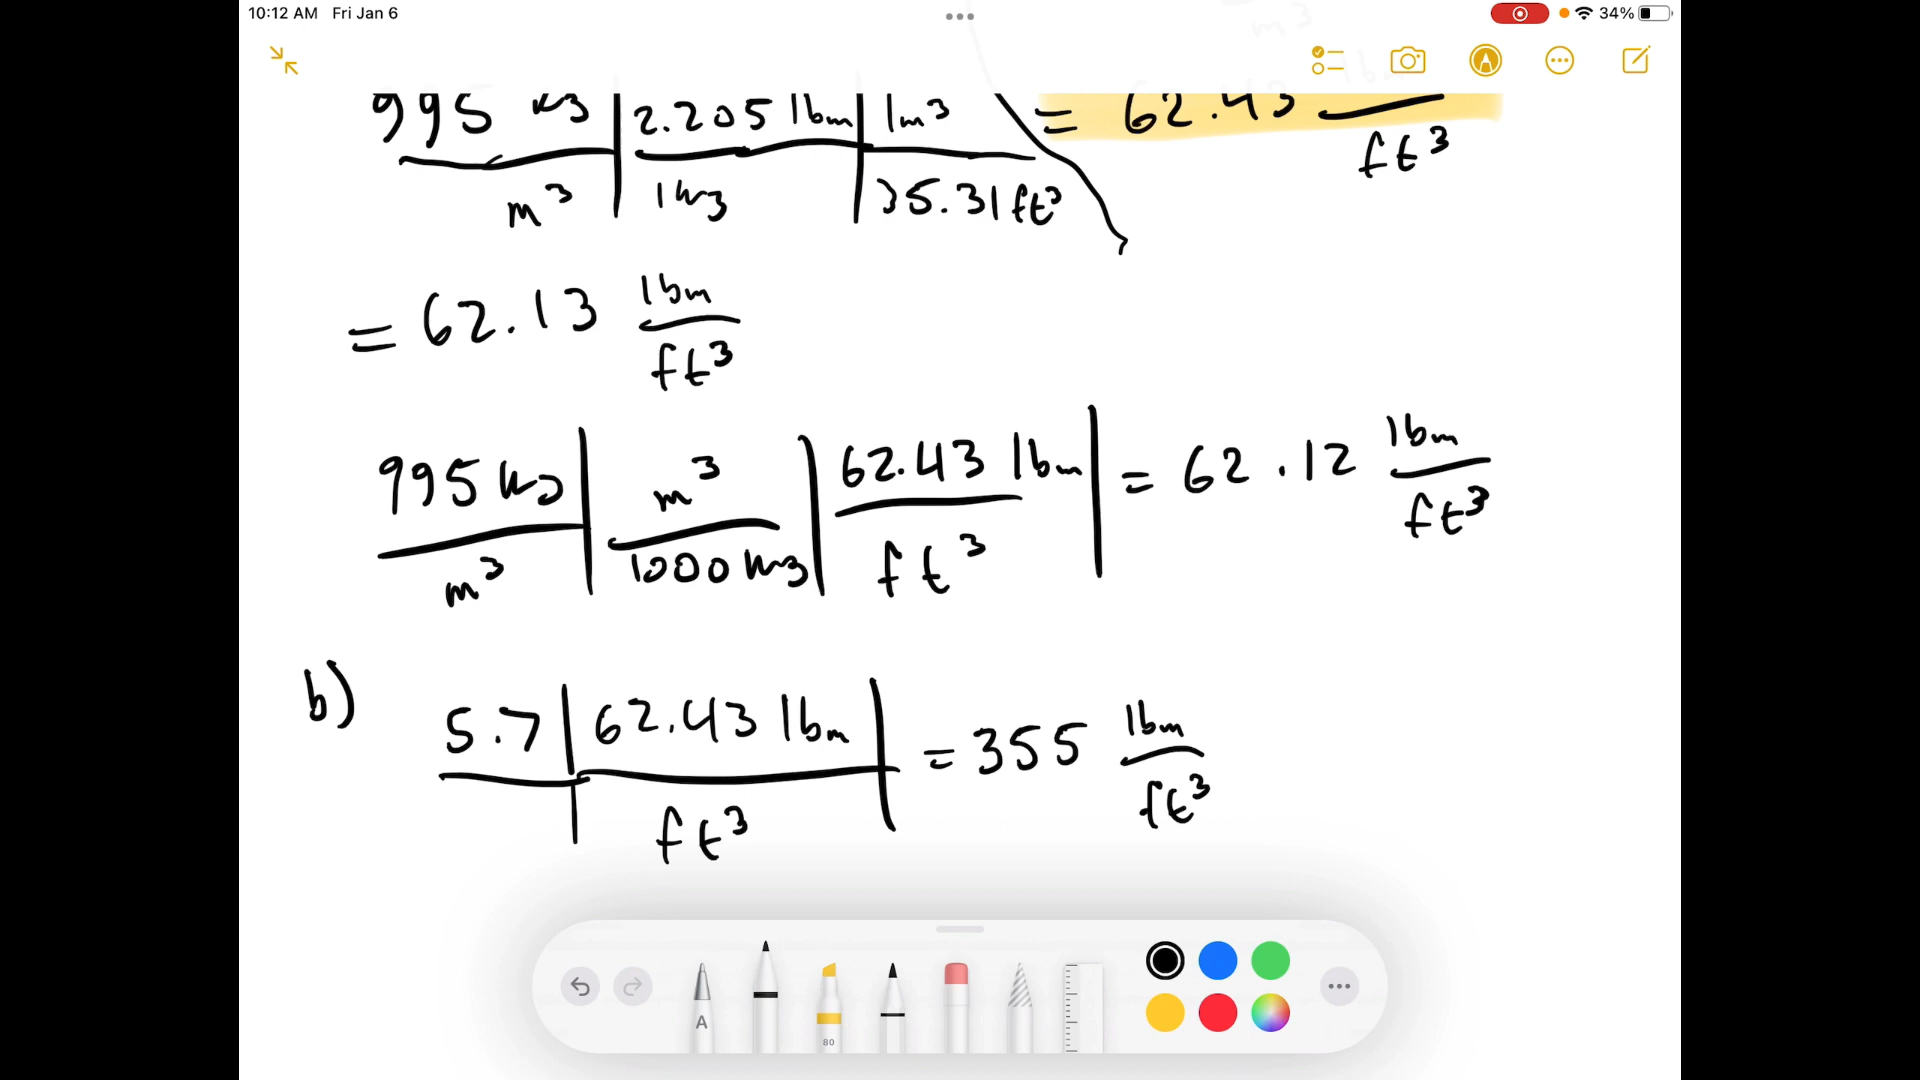 10:12 AM Fri Jan 6 34%
995 kg | 2.205 lbm | 1m³ = 62.43
m³ | 1kg | 35.31 ft³ ft³
= 62.13 lbm
ft³
995 kg | m³ | 62.43 lbm | = 62.12 lbm
m³ | 1000 kg | ft³ ft³
b) 5.7 | 62.43 lbm | = 355 lbm
ft³ ft³
A
80